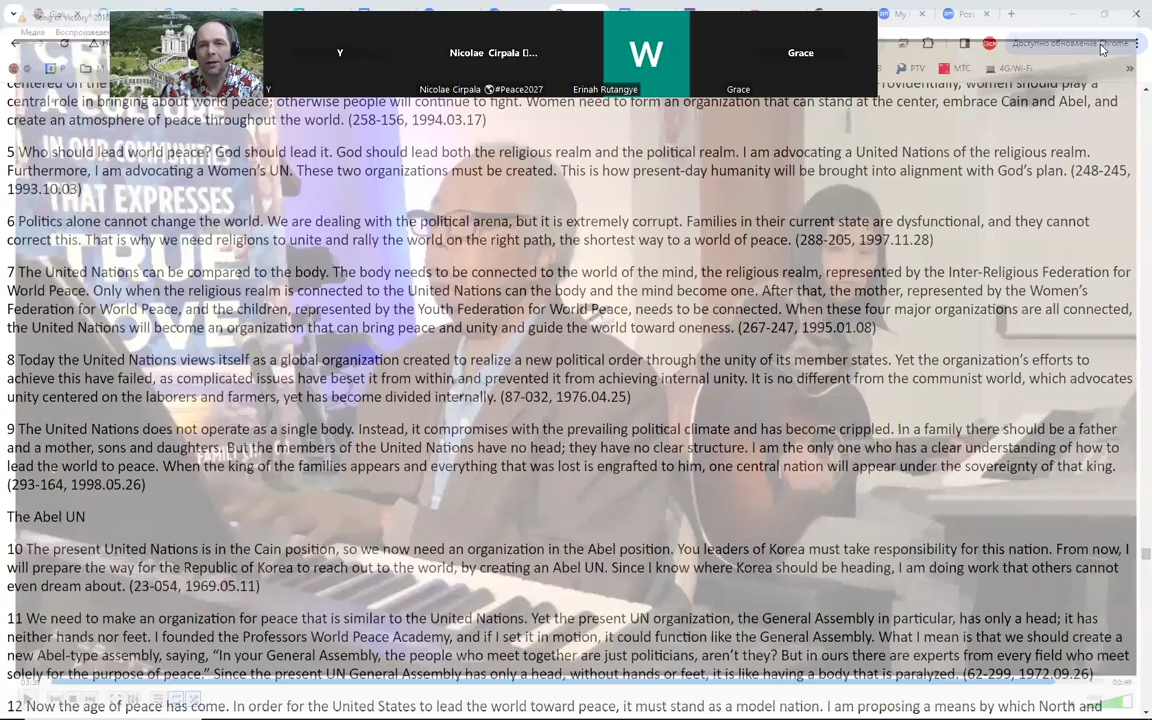 "Song of Victory" 2018
My
Pos
Медиа
Воспроизведе
Доступно обновление Chrome
PTV
МТС
4G/Wi-Fi
Y
Nicolae Cirpala
W
Grace
Y
Nicolae Cirpala #Peace2027
Erinah Rutangye
Grace
central role in bringing about world peace; otherwise people will continue to fight. Women need to form an organization that can stand at the center, embrace Cain and Abel, and
create an atmosphere of peace throughout the world. (258-156, 1994.03.17)
5 Who should lead world peace? God should lead it. God should lead both the religious realm and the political realm. I am advocating a United Nations of the religious realm.
Furthermore, I am advocating a Women's UN. These two organizations must be created. This is how present-day humanity will be brought into alignment with God's plan. (248-245,
1993.10.03)
6 Politics alone cannot change the world. We are dealing with the political arena, but it is extremely corrupt. Families in their current state are dysfunctional, and they cannot
correct this. That is why we need religions to unite and rally the world on the right path, the shortest way to a world of peace. (288-205, 1997.11.28)
7 The United Nations can be compared to the body. The body needs to be connected to the world of the mind, the religious realm, represented by the Inter-Religious Federation for
World Peace. Only when the religious realm is connected to the United Nations can the body and the mind become one. After that, the mother, represented by the Women's
Federation for World Peace, and the children, represented by the Youth Federation for World Peace, needs to be connected. When these four major organizations are all connected,
the United Nations will become an organization that can bring peace and unity and guide the world toward oneness. (267-247, 1995.01.08)
8 Today the United Nations views itself as a global organization created to realize a new political order through the unity of its member states. Yet the organization's efforts to
achieve this have failed, as complicated issues have beset it from within and prevented it from achieving internal unity. It is no different from the communist world, which advocates
unity centered on the laborers and farmers, yet has become divided internally. (87-032, 1976.04.25)
9 The United Nations does not operate as a single body. Instead, it compromises with the prevailing political climate and has become crippled. In a family there should be a father
and a mother, sons and daughters. But the members of the United Nations have no head; they have no clear structure. I am the only one who has a clear understanding of how to
lead the world to peace. When the king of the families appears and everything that was lost is engrafted to him, one central nation will appear under the sovereignty of that king.
(293-164, 1998.05.26)
The Abel UN
10 The present United Nations is in the Cain position, so we now need an organization in the Abel position. You leaders of Korea must take responsibility for this nation. From now, I
will prepare the way for the Republic of Korea to reach out to the world, by creating an Abel UN. Since I know where Korea should be heading, I am doing work that others cannot
even dream about. (23-054, 1969.05.11)
11 We need to make an organization for peace that is similar to the United Nations. Yet the present UN organization, the General Assembly in particular, has only a head; it has
neither hands nor feet. I founded the Professors World Peace Academy, and if I set it in motion, it could function like the General Assembly. What I mean is that we should create a
new Abel-type assembly, saying, "In your General Assembly, the people who meet together are just politicians, aren't they? But in ours there are experts from every field who meet
solely for the purpose of peace." Since the present UN General Assembly has only a head, without hands or feet, it is like having a body that is paralyzed. (62-299, 1972.09.26)
12 Now the age of peace has come. In order for the United States to lead the world toward peace, it must stand as a model nation. I am proposing a means by which North and
IN OUR COMMUNITIES
THAT EXPRESSES
TRUE
LOVE